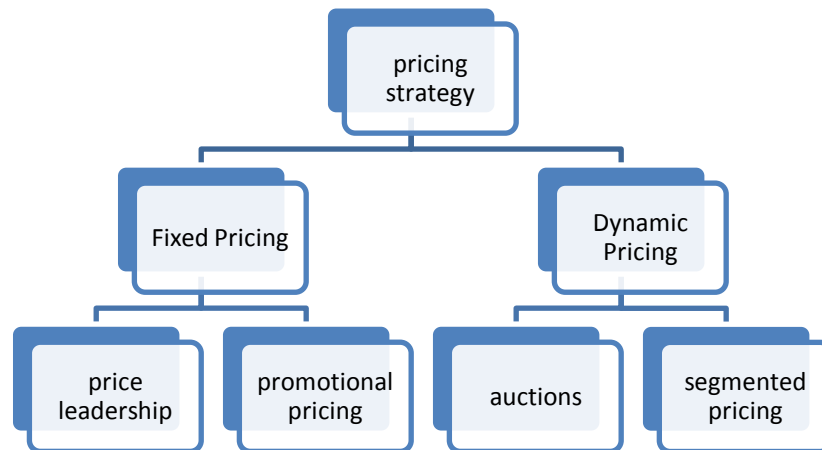 pricing
strategy
Fixed Pricing
Dynamic
Pricing
price
leadership
promotional
pricing
auctions
segmented
pricing